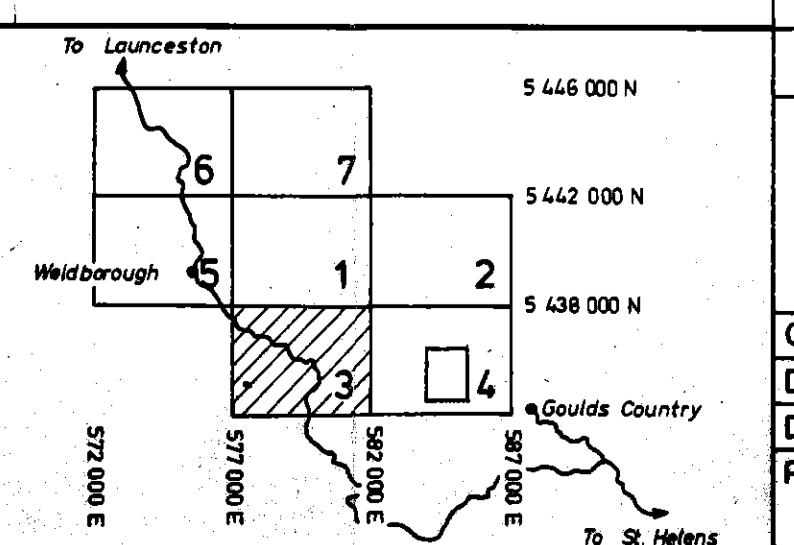 To Launceston
5 446 000 N
6
7
5 442 000 N
Weldborough
5
1
2
5 438 000 N
3
4
Goulds Country
572 000 E
577 000 E
582 000 E
587 000 E
To St. Helens